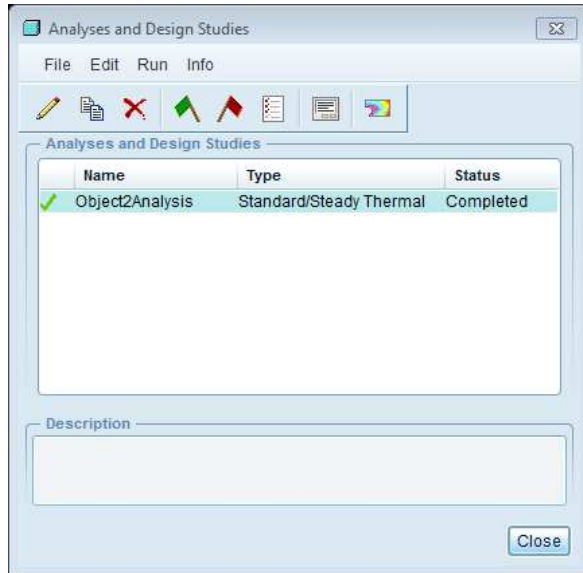 Analyses and Design Studies
File Edit Run Info
Analyses and Design Studies
Name Type Status
Object2Analysis Standard/Steady Thermal Completed
Description
Close